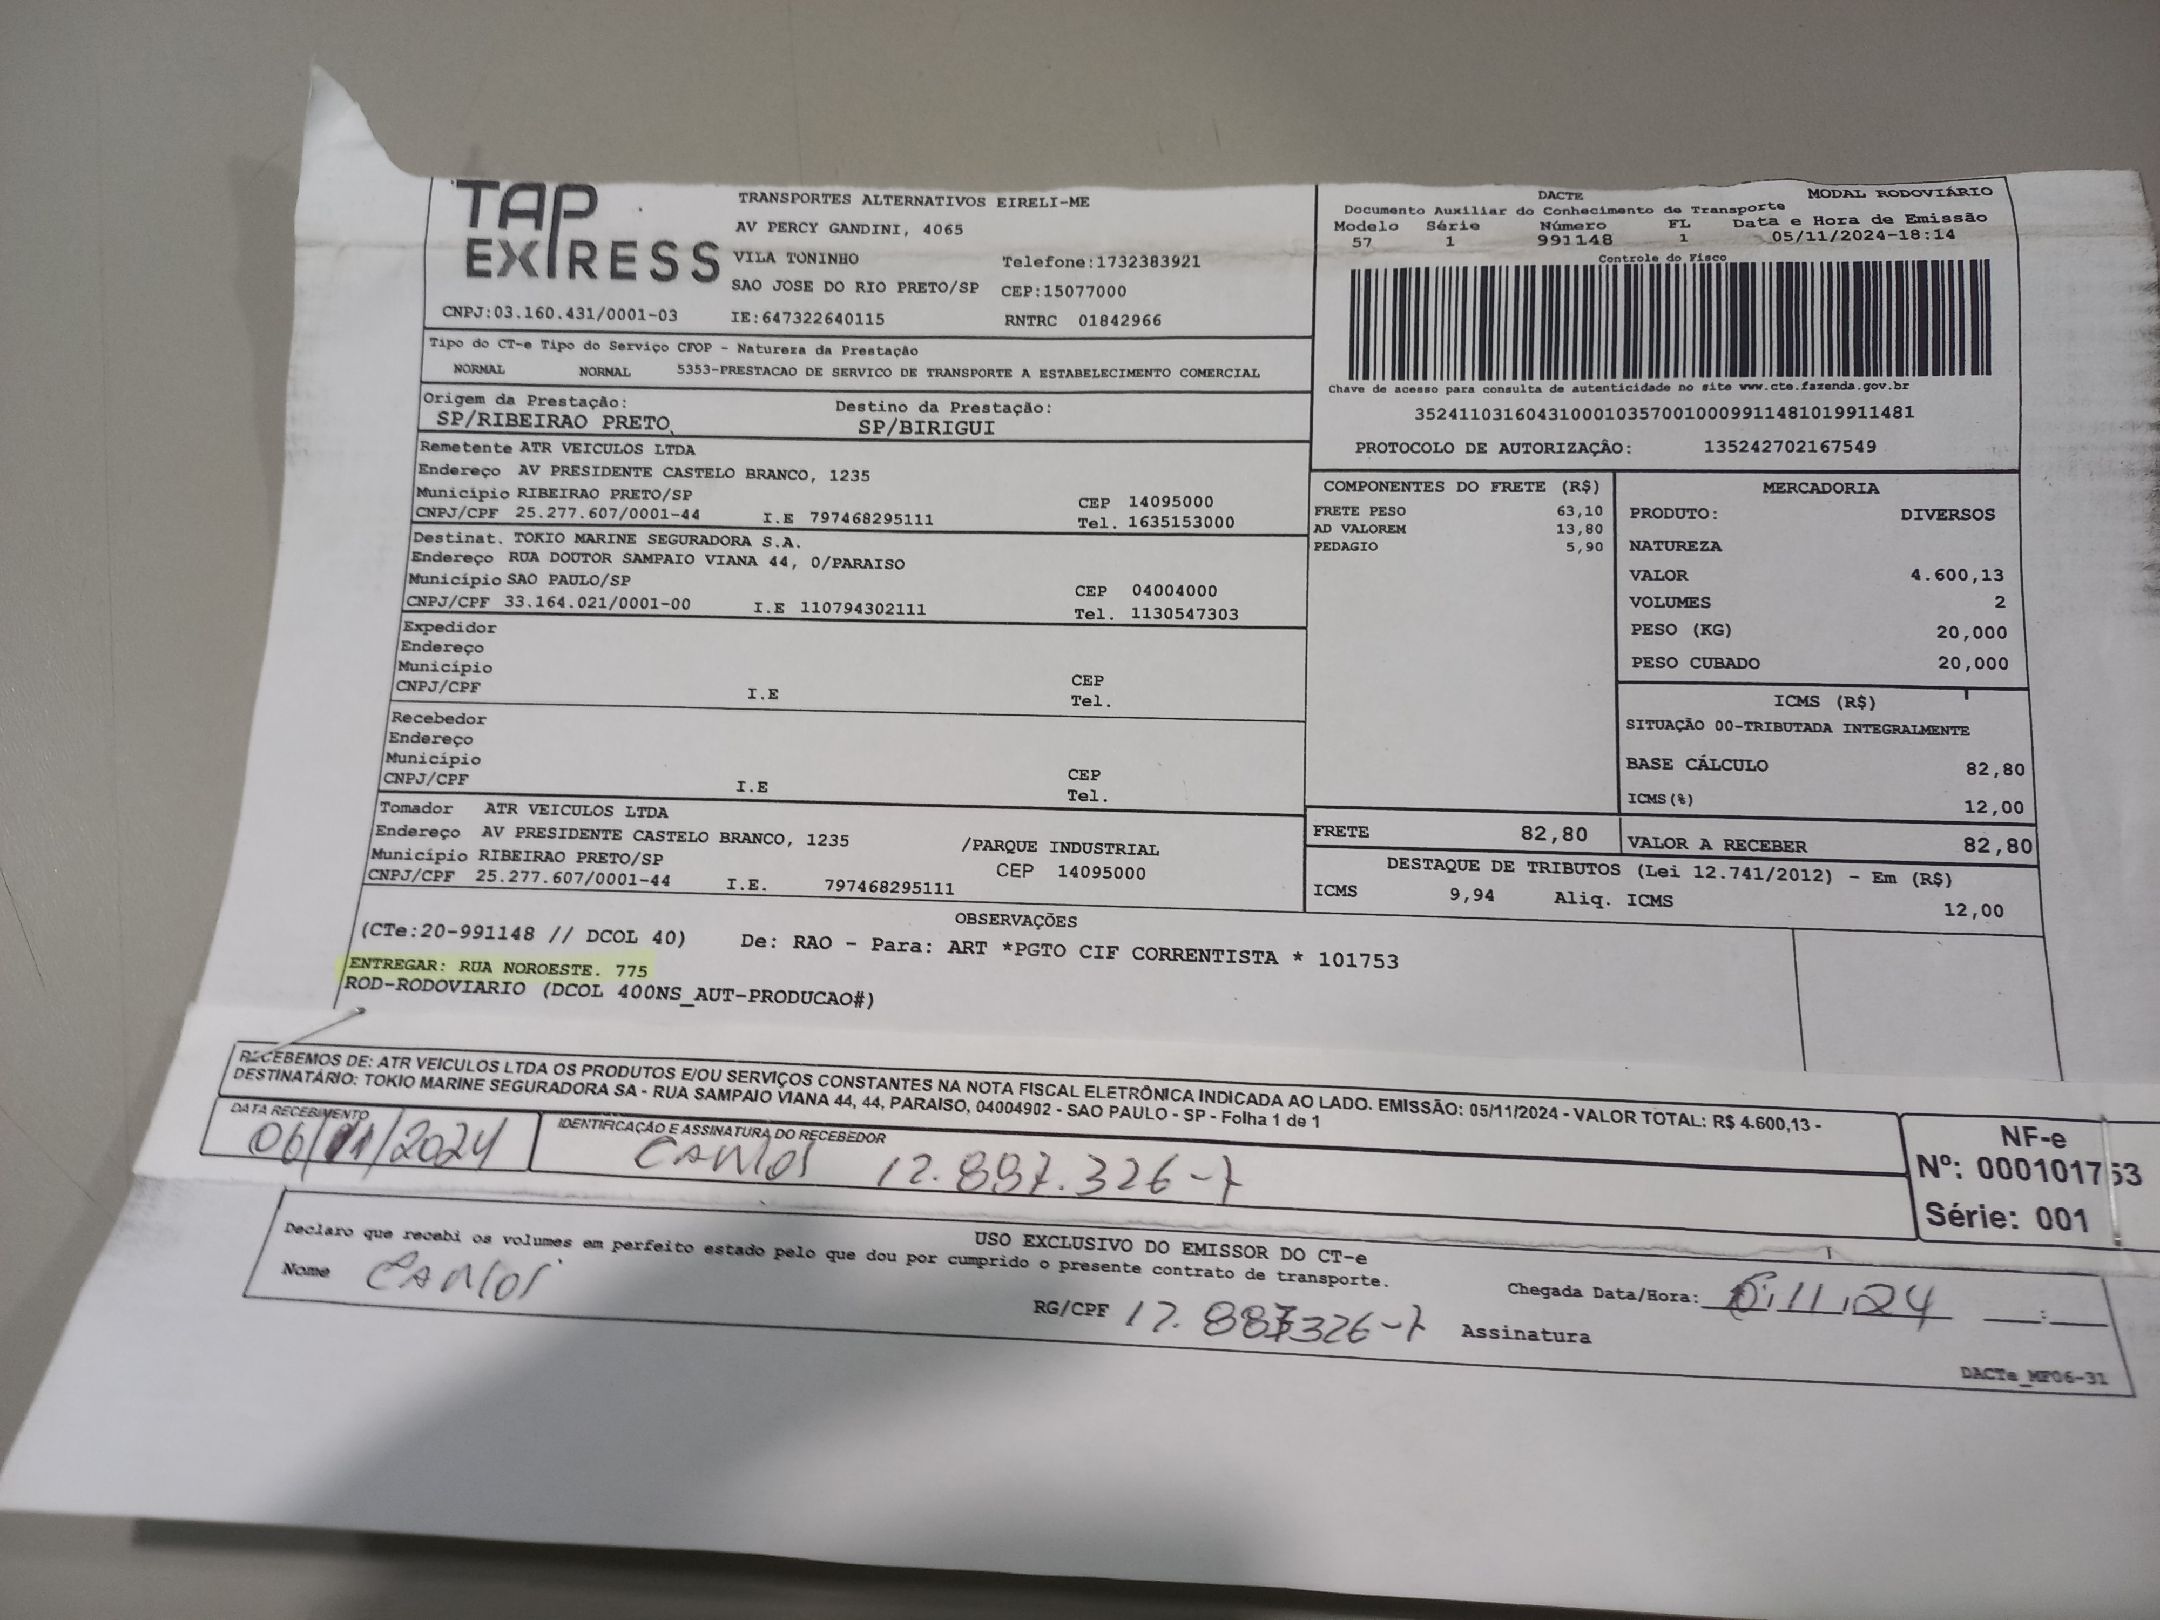 TAP EXPRESS
TRANSPORTES ALTERNATIVOS EIRELI-ME
AV PERCY GANDINI, 4065
VILA TONINHO Telefone:1732383921
SAO JOSE DO RIO PRETO/SP CEP:15077000
CNPJ:03.160.431/0001-03 IE:647322640115 RNTRC 01842966
DACTE MODAL RODOVIÁRIO
Documento Auxiliar do Conhecimento de Transporte
Modelo Série Número FL Data e Hora de Emissão
57 1 991148 1 05/11/2024-18:14
Controle do Fisco
Chave de acesso para consulta de autenticidade no site www.cte.fazenda.gov.br
35241103160431000103570010009911481019911481
PROTOCOLO DE AUTORIZAÇÃO: 135242702167549
Tipo do CT-e Tipo do Serviço CFOP - Natureza da Prestação
NORMAL NORMAL 5353-PRESTACAO DE SERVICO DE TRANSPORTE A ESTABELECIMENTO COMERCIAL
Origem da Prestação: Destino da Prestação:
SP/RIBEIRAO PRETO SP/BIRIGUI
Remetente ATR VEICULOS LTDA
Endereço AV PRESIDENTE CASTELO BRANCO, 1235
Município RIBEIRAO PRETO/SP CEP 14095000
CNPJ/CPF 25.277.607/0001-44 I.E 797468295111 Tel. 1635153000
Destinat. TOKIO MARINE SEGURADORA S.A.
Endereço RUA DOUTOR SAMPAIO VIANA 44, 0/PARAISO
Município SAO PAULO/SP CEP 04004000
CNPJ/CPF 33.164.021/0001-00 I.E 110794302111 Tel. 1130547303
Expedidor
Endereço
Município CEP
CNPJ/CPF I.E Tel.
Recebedor
Endereço
Município CEP
CNPJ/CPF I.E Tel.
Tomador ATR VEICULOS LTDA
Endereço AV PRESIDENTE CASTELO BRANCO, 1235 /PARQUE INDUSTRIAL
Município RIBEIRAO PRETO/SP CEP 14095000
CNPJ/CPF 25.277.607/0001-44 I.E. 797468295111
COMPONENTES DO FRETE (R$)
FRETE PESO 63,10
AD VALOREM 13,80
PEDAGIO 5,90
MERCADORIA
PRODUTO: DIVERSOS
NATUREZA
VALOR 4.600,13
VOLUMES 2
PESO (KG) 20,000
PESO CUBADO 20,000
ICMS (R$)
SITUAÇÃO 00-TRIBUTADA INTEGRALMENTE
BASE CÁLCULO 82,80
ICMS(%) 12,00
FRETE 82,80 VALOR A RECEBER 82,80
DESTAQUE DE TRIBUTOS (Lei 12.741/2012) - Em (R$)
ICMS 9,94 Aliq. ICMS 12,00
OBSERVAÇÕES
(CTe:20-991148 // DCOL 40) De: RAO - Para: ART *PGTO CIF CORRENTISTA * 101753
ENTREGAR: RUA NOROESTE. 775
ROD-RODOVIARIO (DCOL 400NS_AUT-PRODUCAO#)
RECEBEMOS DE: ATR VEICULOS LTDA OS PRODUTOS E/OU SERVIÇOS CONSTANTES NA NOTA FISCAL ELETRÔNICA INDICADA AO LADO. EMISSÃO: 05/11/2024 - VALOR TOTAL: R$ 4.600,13 -
DESTINATÁRIO: TOKIO MARINE SEGURADORA SA - RUA SAMPAIO VIANA 44, 44, PARAISO, 04004902 - SAO PAULO - SP - Folha 1 de 1
DATA RECEBIMENTO IDENTIFICAÇÃO E ASSINATURA DO RECEBEDOR
06/11/2024 CARLOS 12.887.326-7
NF-e
Nº: 000101753
Série: 001
USO EXCLUSIVO DO EMISSOR DO CT-e
Declaro que recebi os volumes em perfeito estado pelo que dou por cumprido o presente contrato de transporte.
Nome CARLOS RG/CPF 12.887326-7 Assinatura
Chegada Data/Hora: 6.11.24 __:__
DACTe_MF06-31